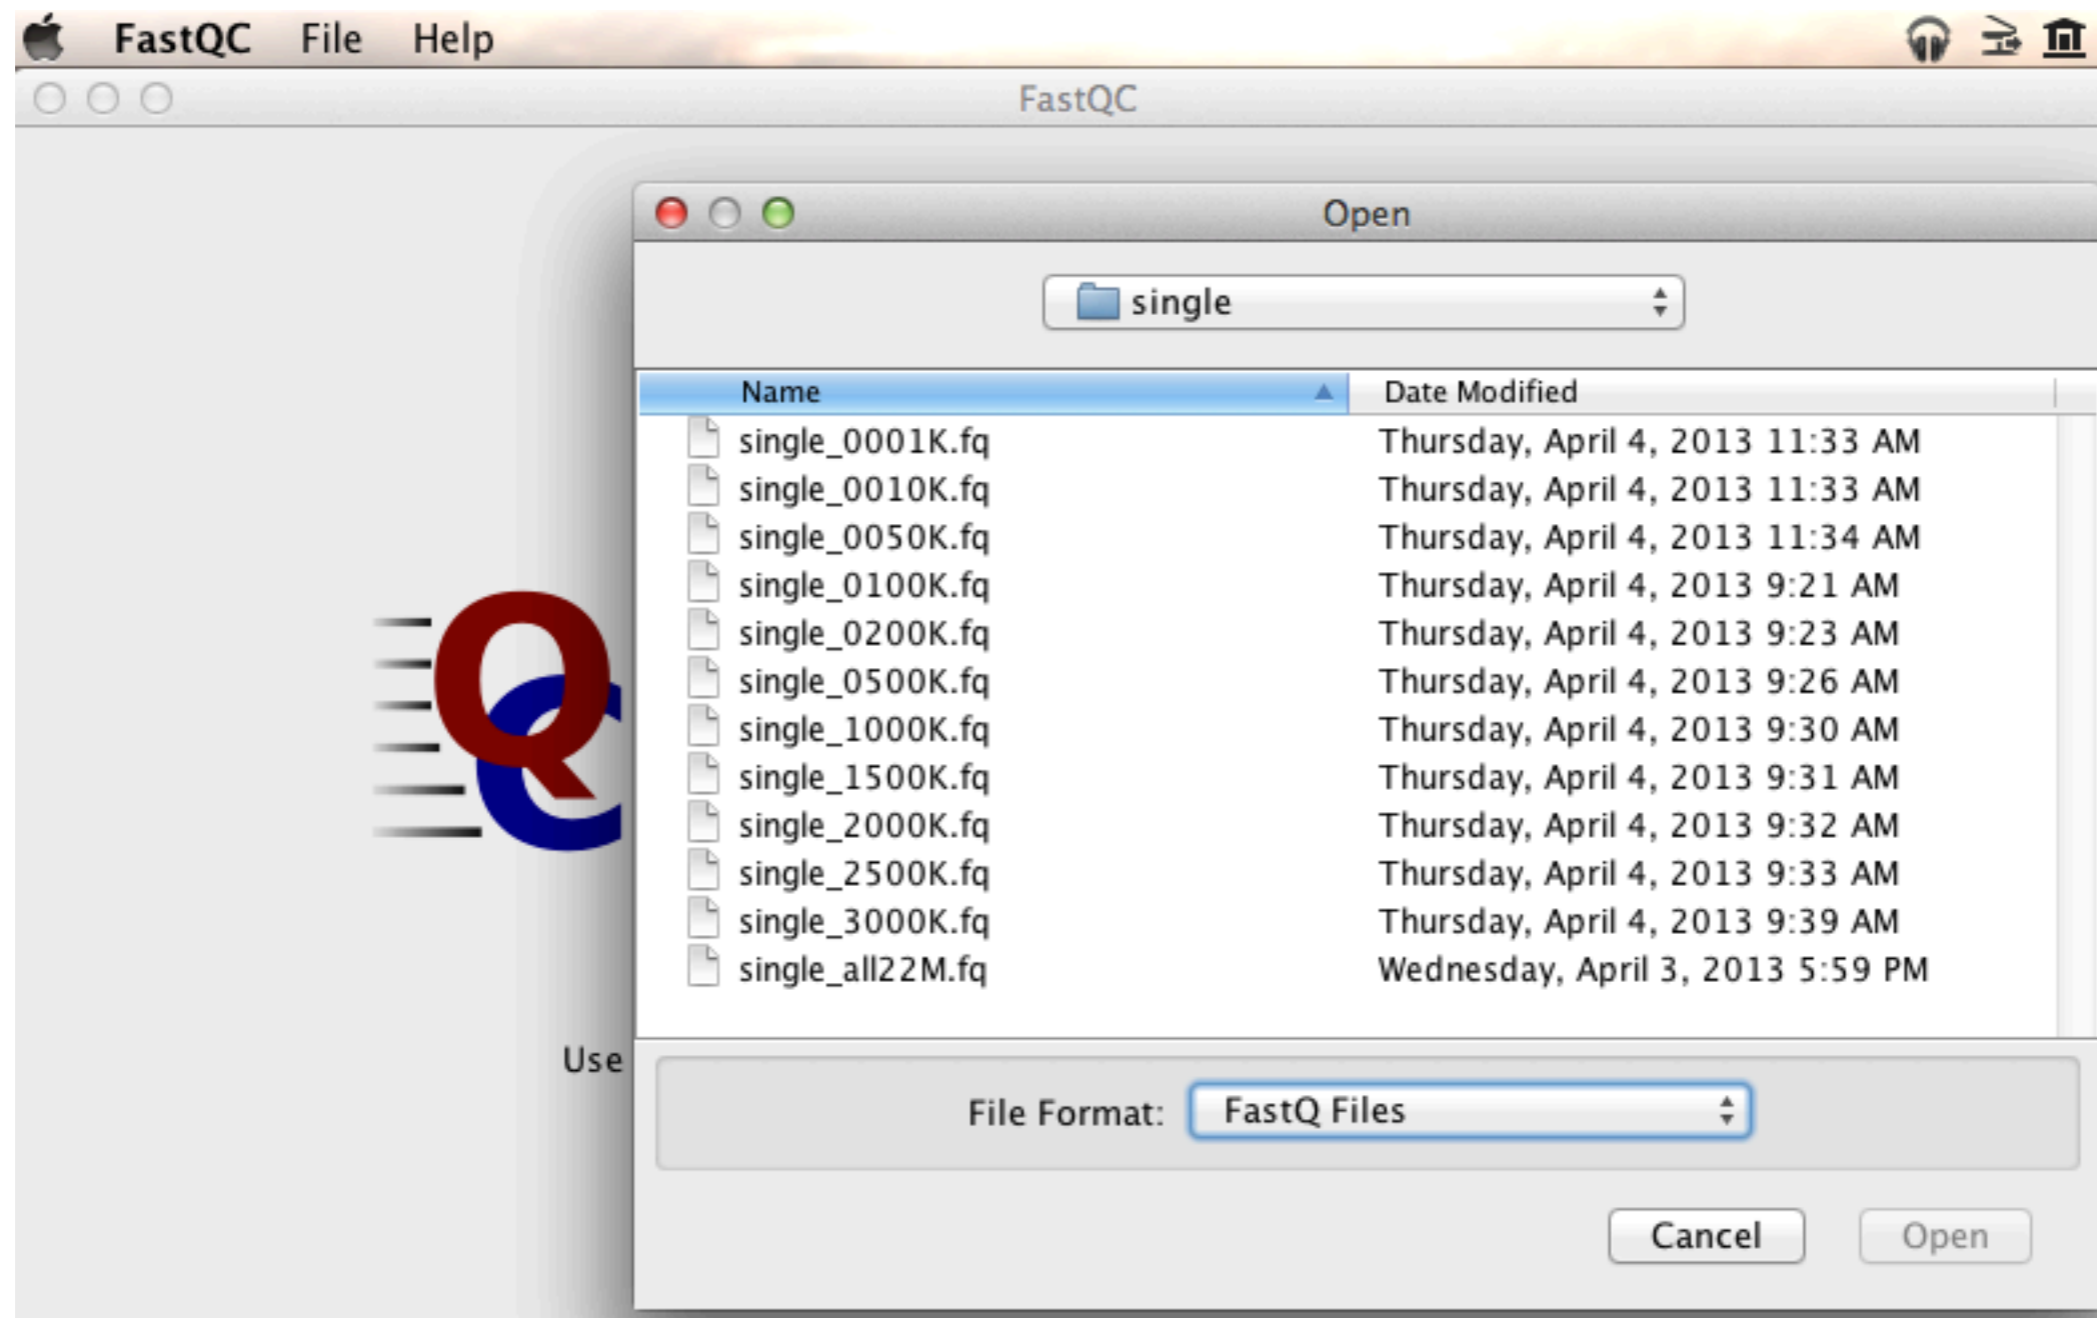 FastQC File Help
FastQC
Open
single
Name Date Modified
single_0001K.fq Thursday, April 4, 2013 11:33 AM
single_0010K.fq Thursday, April 4, 2013 11:33 AM
single_0050K.fq Thursday, April 4, 2013 11:34 AM
single_0100K.fq Thursday, April 4, 2013 9:21 AM
single_0200K.fq Thursday, April 4, 2013 9:23 AM
single_0500K.fq Thursday, April 4, 2013 9:26 AM
single_1000K.fq Thursday, April 4, 2013 9:30 AM
single_1500K.fq Thursday, April 4, 2013 9:31 AM
single_2000K.fq Thursday, April 4, 2013 9:32 AM
single_2500K.fq Thursday, April 4, 2013 9:33 AM
single_3000K.fq Thursday, April 4, 2013 9:39 AM
single_all22M.fq Wednesday, April 3, 2013 5:59 PM
QC
Use
File Format: FastQ Files
Cancel Open